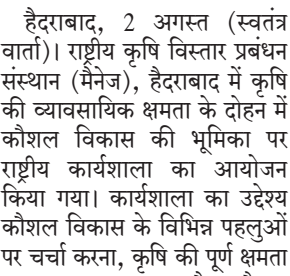 हैदराबाद, 2 अगस्त (स्वतंत्र
वार्ता)। राष्ट्रीय कृषि विस्तार प्रबंधन
संस्थान (मैनेज), हैदराबाद में कृषि
की व्यावसायिक क्षमता के दोहन में
कौशल विकास की भूमिका पर
राष्ट्रीय कार्यशाला का आयोजन
किया गया। कार्यशाला का उद्देश्य
कौशल विकास के विभिन्न पहलुओं
पर चर्चा करना, कृषि की पूर्ण क्षमता